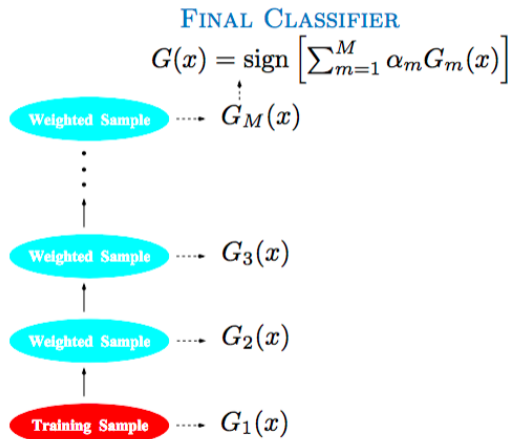 FINAL CLASSIFIER
G(x) = sign [∑_{m=1}^{M} α_m G_m(x)]
Weighted Sample G_M(x)
Weighted Sample G_3(x)
Weighted Sample G_2(x)
Training Sample G_1(x)